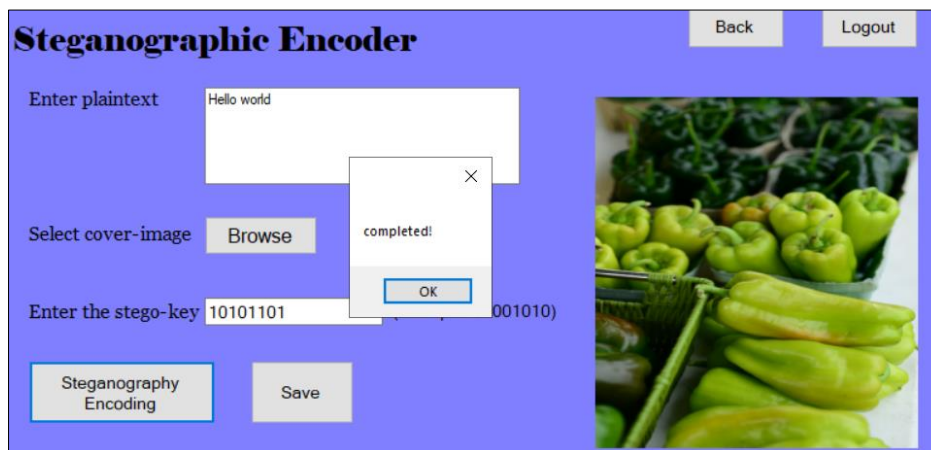 Steganographic Encoder
Back
Logout
Enter plaintext
Hello world
Select cover-image
Browse
completed!
OK
Enter the stego-key
10101101
001010)
Steganography
Encoding
Save